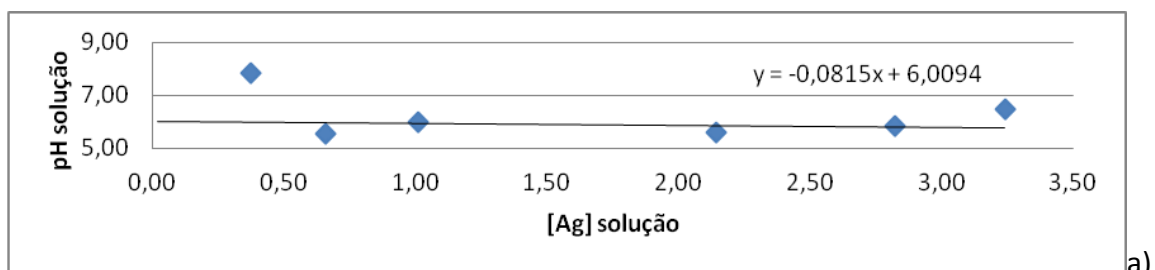 9,00
y = -0,0815x + 6,0094
7,00
5,00
pH solução
0,00 0,50 1,00 1,50 2,00 2,50 3,00 3,50
[Ag] solução
a)